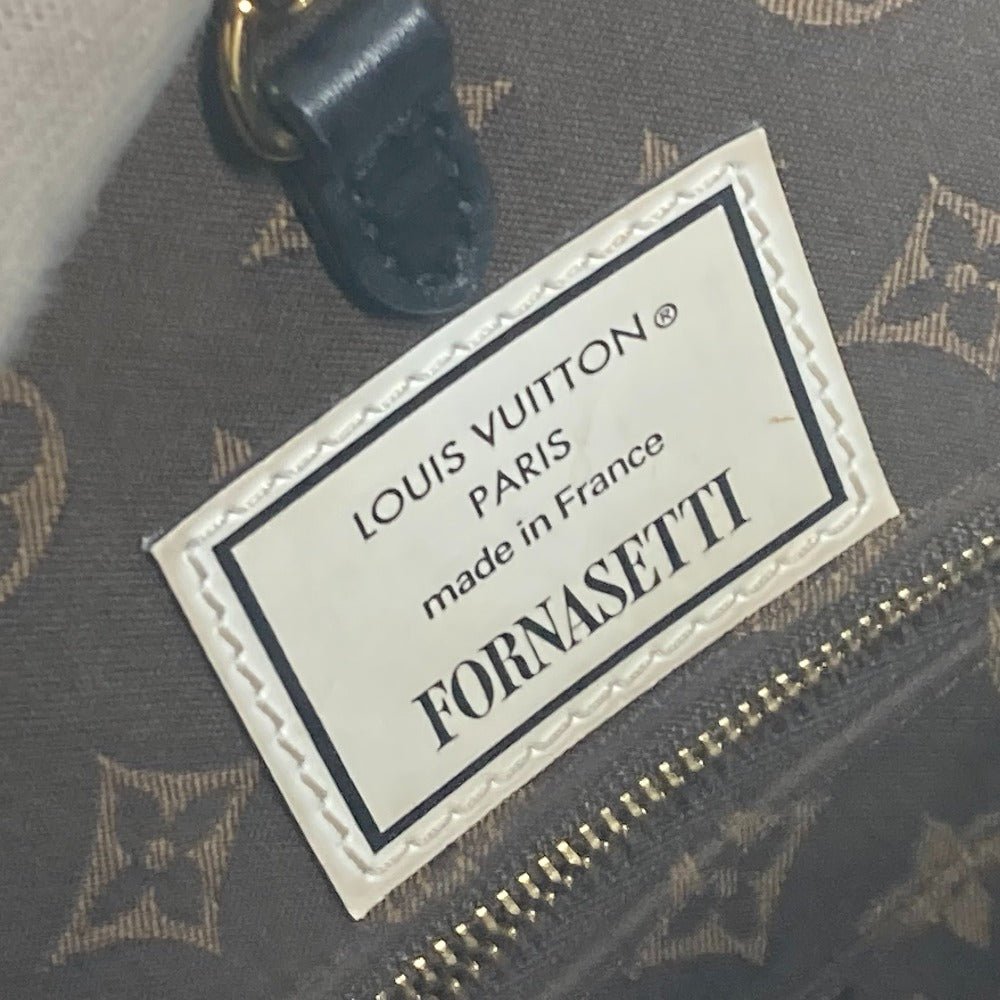 LOUIS VUITTON®
PARIS
made in France
FORNASETTI